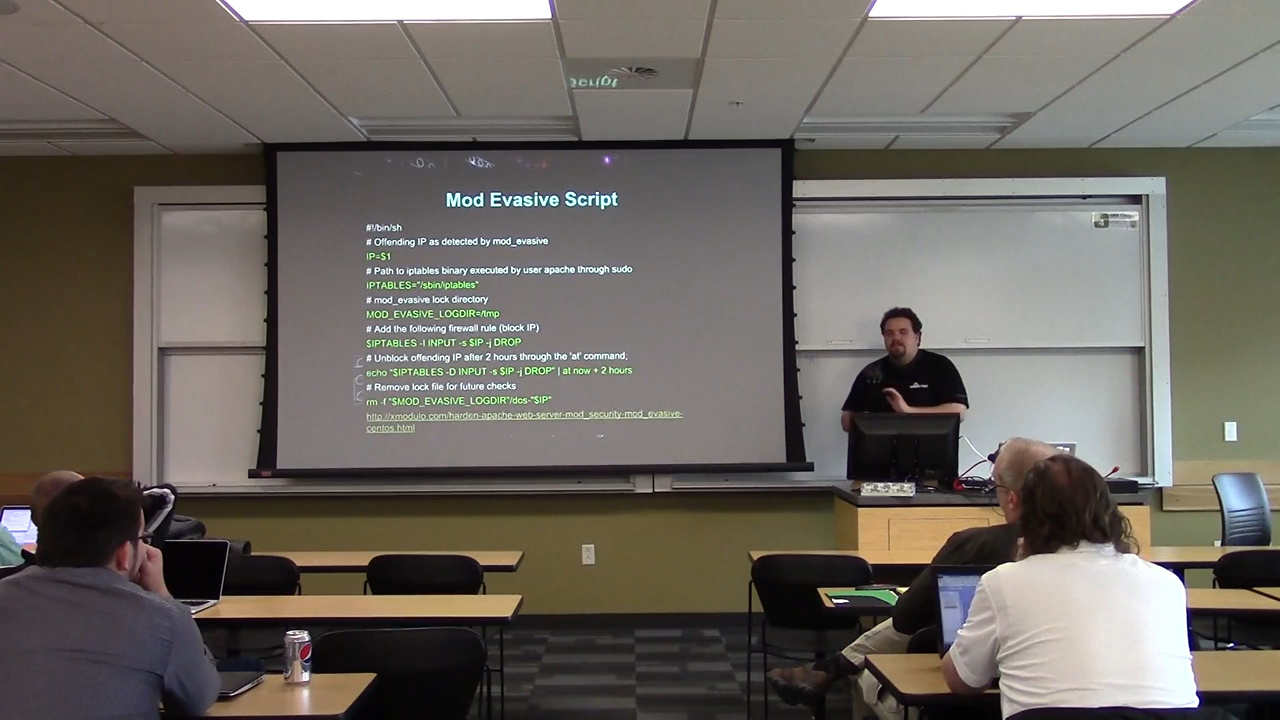 Mod Evasive Script
#!/bin/sh
# Offending IP as detected by mod_evasive
IP=$1
# Path to iptables binary executed by user apache through sudo
IPTABLES="/sbin/iptables"
# mod_evasive lock directory
MOD_EVASIVE_LOGDIR=/tmp
# Add the following firewall rule (block IP)
$IPTABLES -I INPUT -s $IP -j DROP
# Unblock offending IP after 2 hours through the 'at' command;
echo "$IPTABLES -D INPUT -s $IP -j DROP" | at now + 2 hours
# Remove lock file for future checks
rm -f "$MOD_EVASIVE_LOGDIR"/dos-"$IP"
http://xmodulo.com/harden-apache-web-server-mod_security-mod_evasive-
centos.html